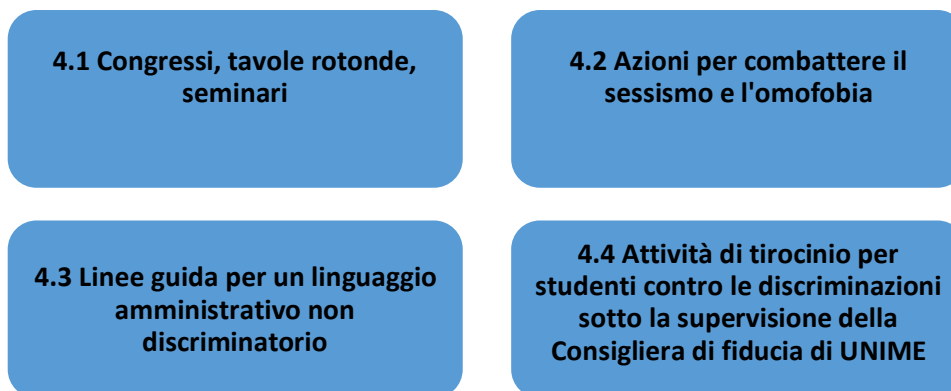 4.1 Congressi, tavole rotonde,
seminari
4.2 Azioni per combattere il
sessismo e l'omofobia
4.3 Linee guida per un linguaggio
amministrativo non
discriminatorio
4.4 Attività di tirocinio per
studenti contro le discriminazioni
sotto la supervisione della
Consigliera di fiducia di UNIME